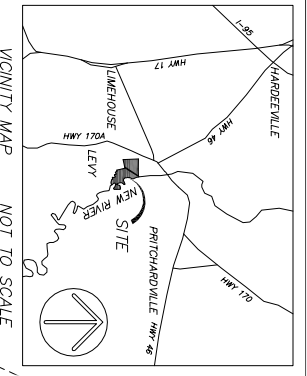 I-95
HARDEEVILLE
HWY 17
HWY 46
LIMEHOUSE
HWY 170A
LEVY
NEW RIVER
SITE
PRITCHARDVILLE
HWY 170
HWY 46
VICINITY MAP NOT TO SCALE